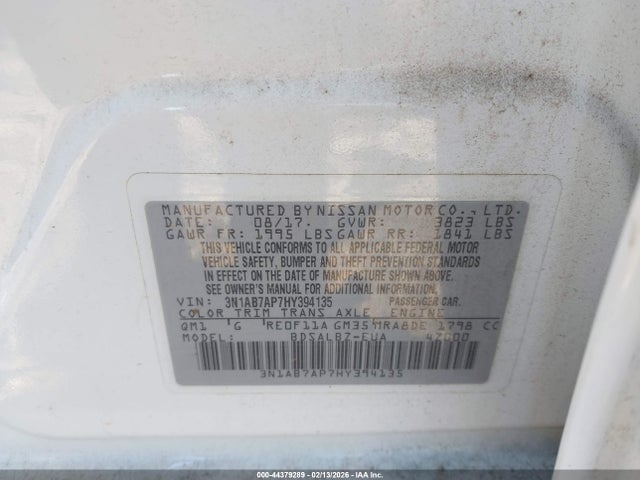 MANUFACTURED BY NISSAN MOTOR CO., LTD.
DATE: 08/17. GVWR: 3823 LBS
GAWR FR: 1995 LBS GAWR RR: 1841 LBS
THIS VEHICLE CONFORMS TO ALL APPLICABLE FEDERAL MOTOR
VEHICLE SAFETY, BUMPER AND THEFT PREVENTION STANDARDS
IN EFFECT ON THE DATE OF MANUFACTURE SHOWN ABOVE.
SEE OWNER'S MANUAL FOR ADDITIONAL INFORMATION
VIN: 3N1AB7AP7HY394135 PASSENGER CAR.
COLOR TRIM TRANS AXLE ENGINE
QM1 G RE0F11A GM35 MRA8DE 1798 CC
MODEL: BDSALBZ-EUA
3N1AB7AP7HY394135
00-44379289 - 02/13/2026 - IAA Inc.